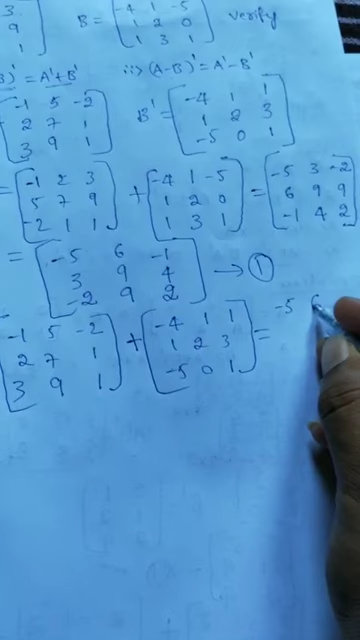 3
9
1
B = [-4 1 -5
1 2 0
1 3 1] verify
)' = A'+B' ii> (A-B)' = A'-B'
[-1 5 -2
2 7 1
3 9 1]
B' = [-4 1 1
1 2 3
-5 0 1]
= [-1 2 3
5 7 9
-2 1 1] + [-4 1 -5
1 2 0
1 3 1] = [-5 3 -2
6 9 9
-1 4 2]
= [-5 6 -1
3 9 4
-2 9 2] → ①
[-1 5 -2
2 7 1
3 9 1] + [-4 1 1
1 2 3
-5 0 1] = -5 6